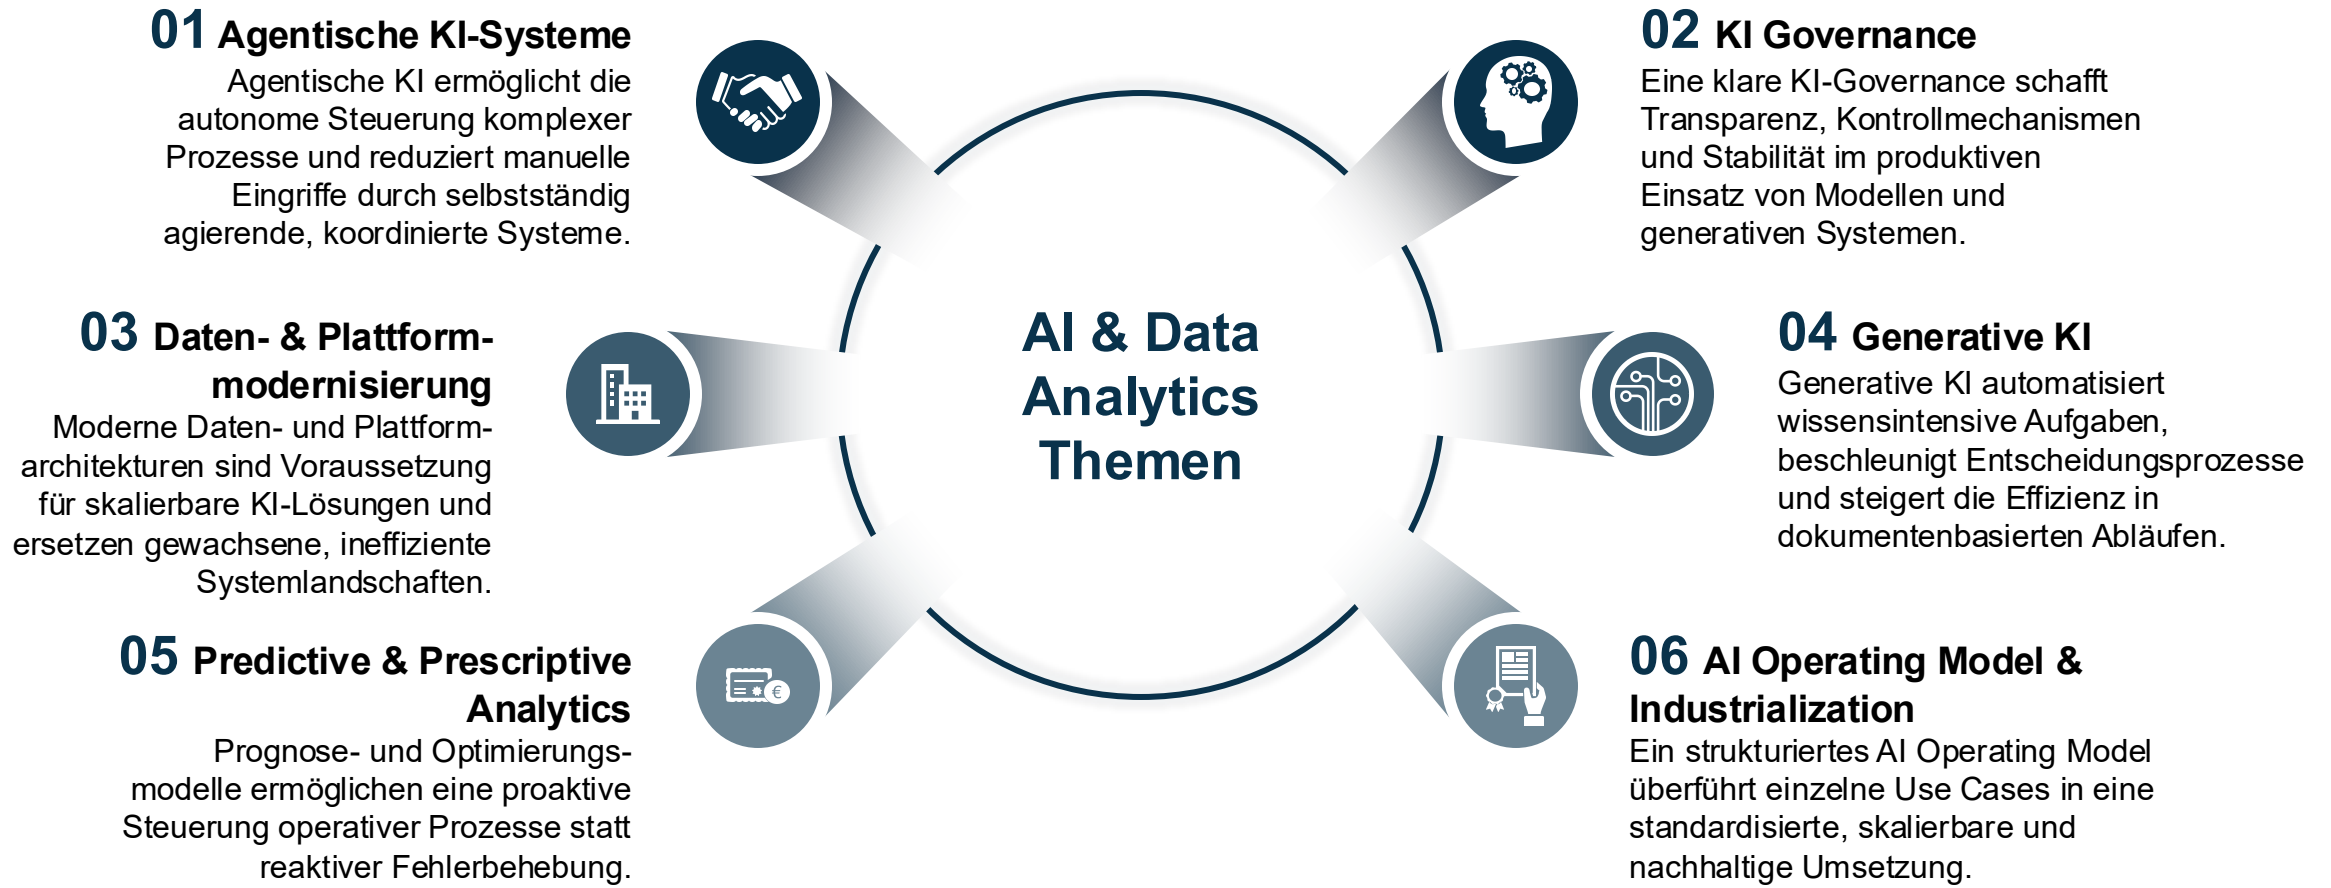 01 Agentische KI-Systeme
Agentische KI ermöglicht die
autonome Steuerung komplexer
Prozesse und reduziert manuelle
Eingriffe durch selbstständig
agierende, koordinierte Systeme.
02 KI Governance
Eine klare KI-Governance schafft
Transparenz, Kontrollmechanismen
und Stabilität im produktiven
Einsatz von Modellen und
generativen Systemen.
03 Daten- & Plattform-
modernisierung
Moderne Daten- und Plattform-
architekturen sind Voraussetzung
für skalierbare KI-Lösungen und
ersetzen gewachsene, ineffiziente
Systemlandschaften.
AI & Data
Analytics
Themen
04 Generative KI
Generative KI automatisiert
wissensintensive Aufgaben,
beschleunigt Entscheidungsprozesse
und steigert die Effizienz in
dokumentenbasierten Abläufen.
05 Predictive & Prescriptive
Analytics
Prognose- und Optimierungs-
modelle ermöglichen eine proaktive
Steuerung operativer Prozesse statt
reaktiver Fehlerbehebung.
€
06 AI Operating Model &
Industrialization
Ein strukturiertes AI Operating Model
überführt einzelne Use Cases in eine
standardisierte, skalierbare und
nachhaltige Umsetzung.